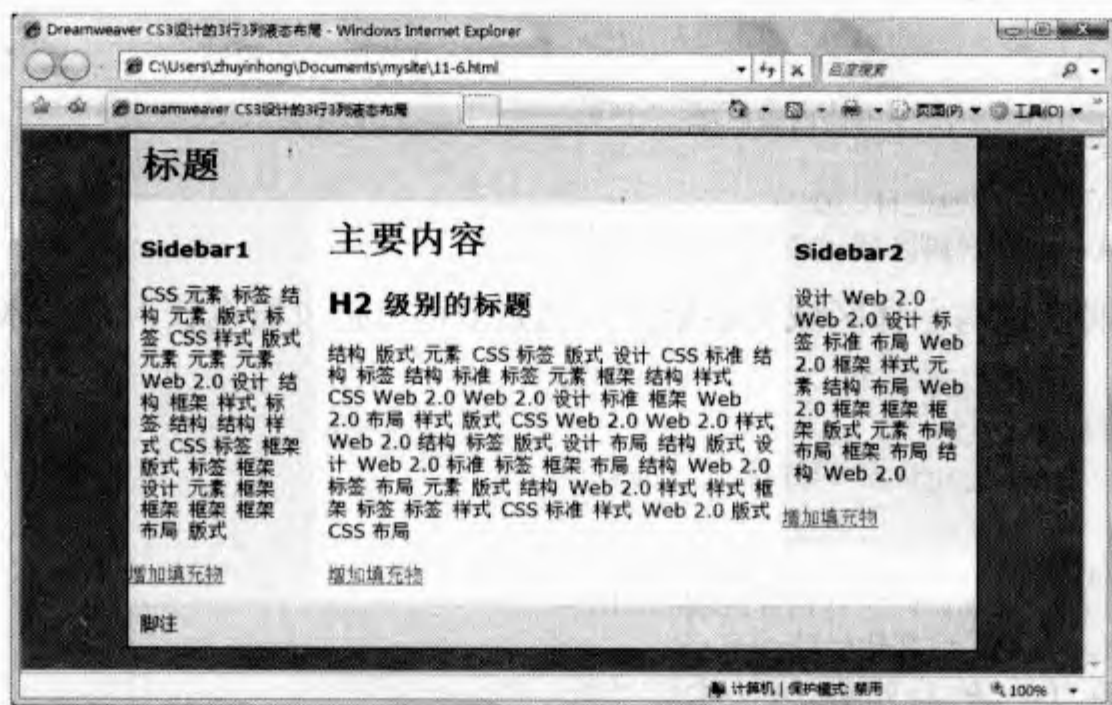 Dreamweaver CS3设计的3行3列液态布局 - Windows Internet Explorer
C:\Users\zhuyinhong\Documents\mysite\11-6.html
百度搜索
Dreamweaver CS3设计的3行3列液态布局
页面(P)
工具(O)
标题
Sidebar1
CSS 元素 标签 结
构 元素 版式 标
签 CSS 样式 版式
元素 元素 元素
Web 2.0 设计 结
构 框架 样式 标
签 结构 结构 样
式 CSS 标签 框架
版式 标签 框架
设计 元素 框架
框架 框架 框架
布局 版式
增加填充物
主要内容
H2 级别的标题
结构 版式 元素 CSS 标签 版式 设计 CSS 标准 结
构 标签 结构 标准 标签 元素 框架 结构 样式
CSS Web 2.0 Web 2.0 设计 标准 框架 Web
2.0 布局 样式 版式 CSS Web 2.0 Web 2.0 样式
Web 2.0 结构 标签 版式 设计 布局 结构 版式 设
计 Web 2.0 标准 标签 框架 布局 结构 Web 2.0
标签 布局 元素 版式 结构 Web 2.0 样式 样式 框
架 标签 标签 样式 CSS 标准 样式 Web 2.0 版式
CSS 布局
增加填充物
Sidebar2
设计 Web 2.0
Web 2.0 设计 标
签 标准 布局 Web
2.0 框架 样式 元
素 结构 布局 Web
2.0 框架 框架 框
架 版式 元素 布局
布局 框架 布局 结
构 Web 2.0
增加填充物
脚注
计算机 | 保护模式: 禁用
100%